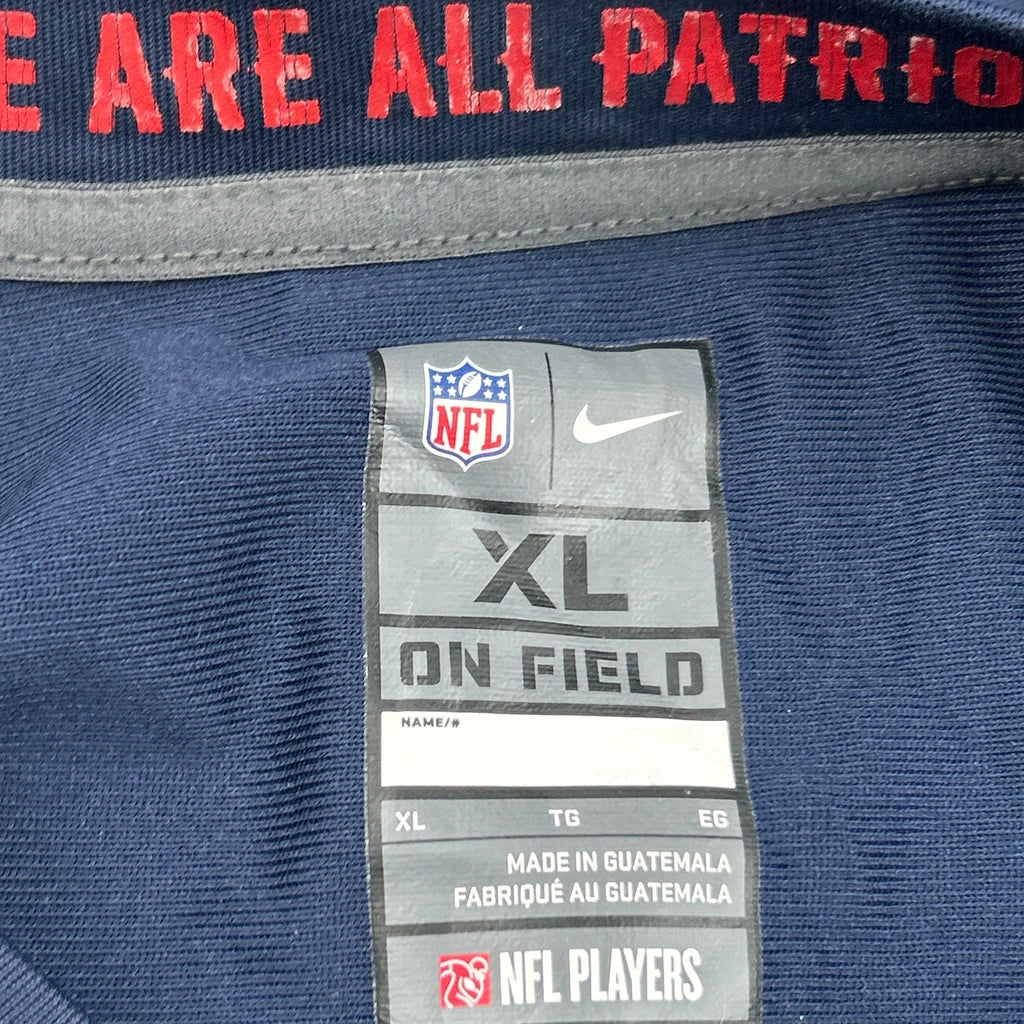 E ARE ALL PATRIO
NFL
XL
ON FIELD
NAME/#
XL TG EG
MADE IN GUATEMALA
FABRIQUÉ AU GUATEMALA
NFL PLAYERS